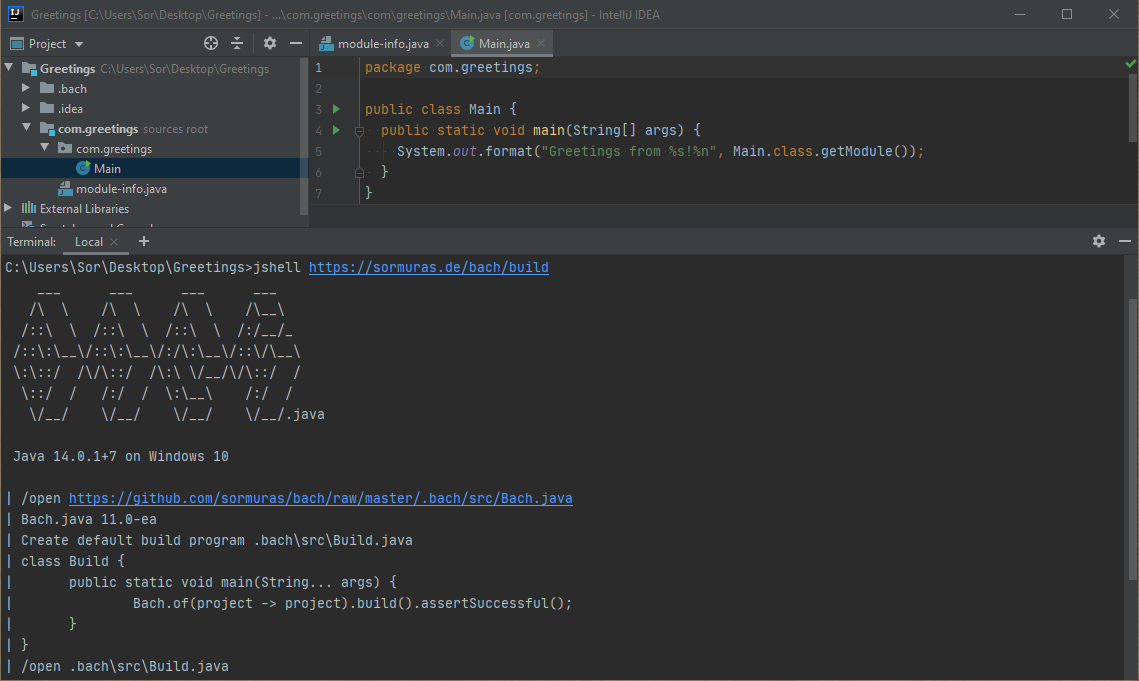 Greetings [C:\Users\Sor\Desktop\Greetings] - ...\com.greetings\com\greetings\Main.java [com.greetings] - IntelliJ IDEA
Project
module-info.java
Main.java
Greetings C:\Users\Sor\Desktop\Greetings
.bach
.idea
com.greetings sources root
com.greetings
Main
module-info.java
External Libraries
1 package com.greetings;
2
3 public class Main {
4 public static void main(String[] args) {
5 System.out.format("Greetings from %s!%n", Main.class.getModule());
6 }
7 }
Terminal: Local +
C:\Users\Sor\Desktop\Greetings>jshell https://sormuras.de/bach/build
   ___      ___      ___      ___
   /\  \    /\  \    /\  \    /\__\
  /::\  \  /::\  \  /::\  \  /:/__/_
 /::\:\__\/::\:\__\/:/\:\__\/::\/\__\
 \:\::/  /\/\::/  /\:\ \/__/\/\::/  /
  \::/  /   /:/  /  \:\__\    /:/  /
   \/__/    \/__/    \/__/    \/__/.java
Java 14.0.1+7 on Windows 10
| /open https://github.com/sormuras/bach/raw/master/.bach/src/Bach.java
| Bach.java 11.0-ea
| Create default build program .bach\src\Build.java
| class Build {
|       public static void main(String... args) {
|               Bach.of(project -> project).build().assertSuccessful();
|       }
| }
| /open .bach\src\Build.java